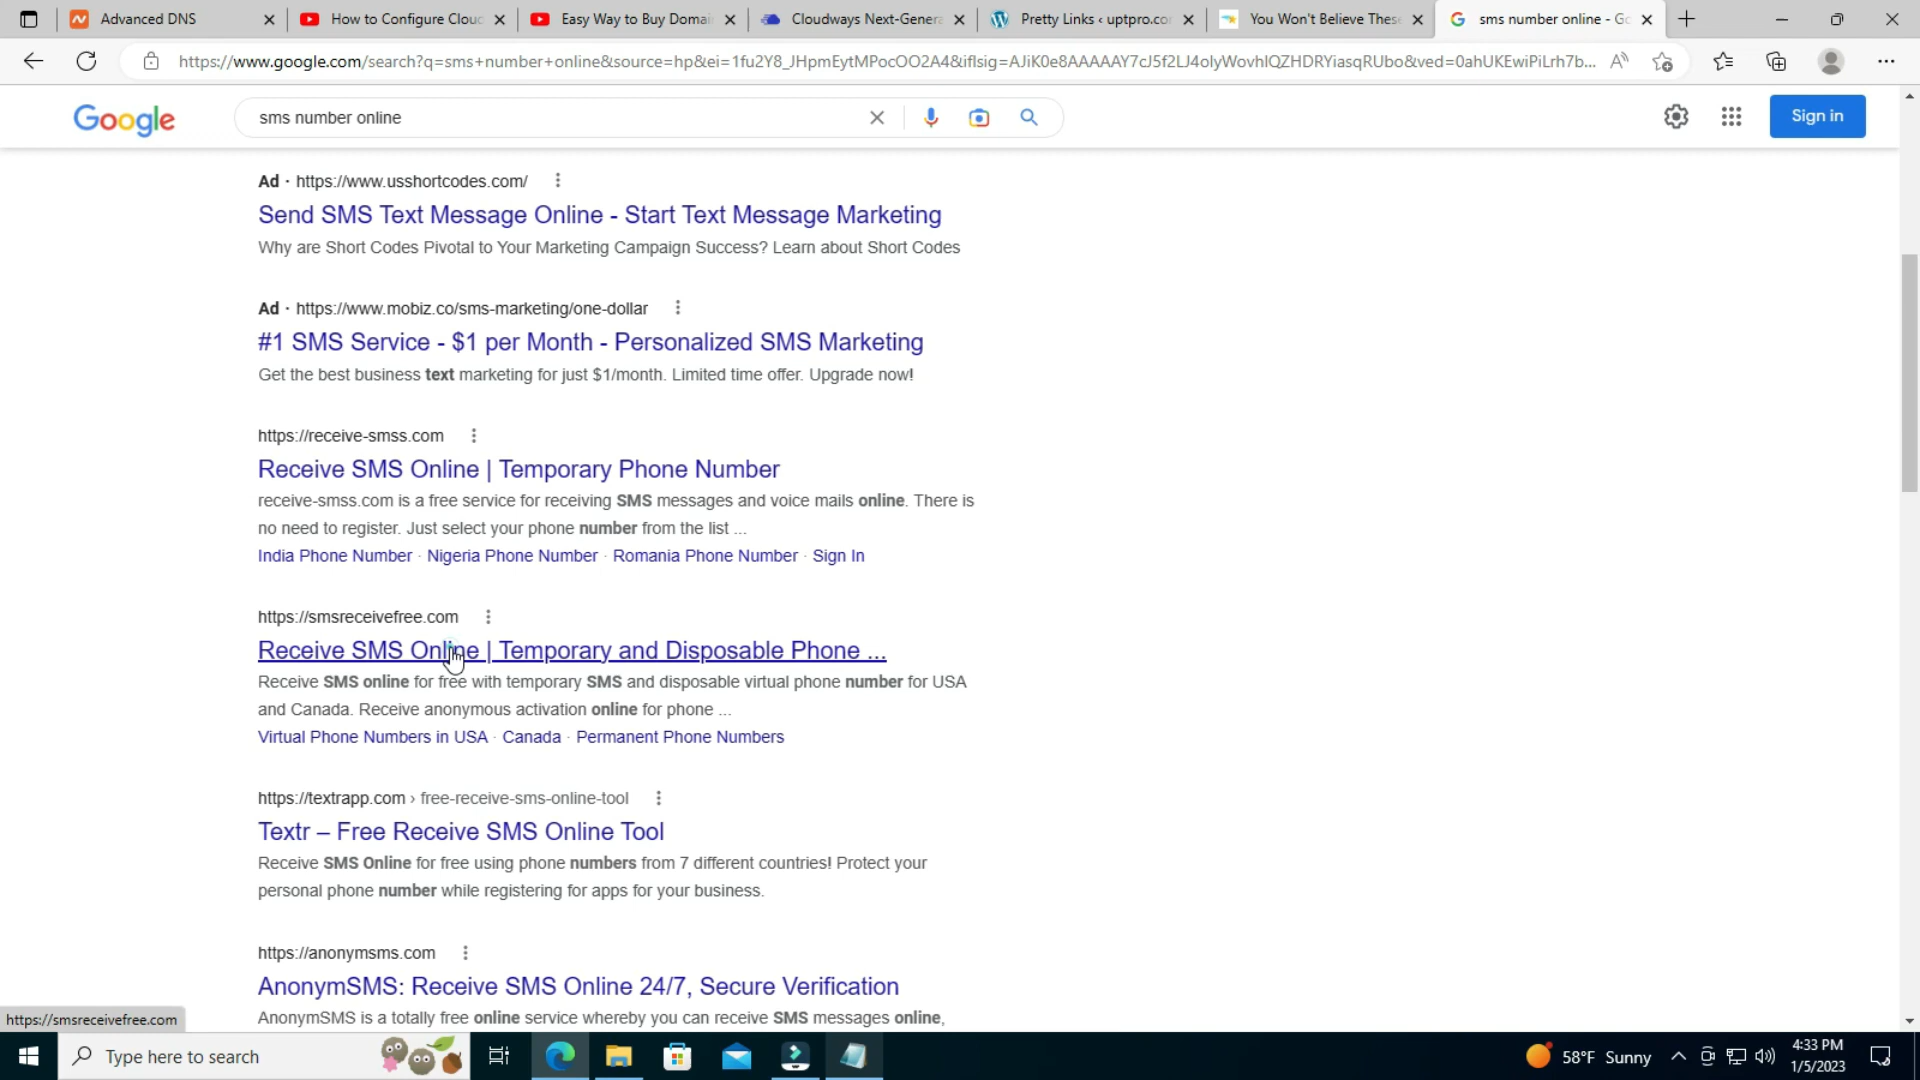 Advanced DNS
How to Configure Clou
Easy Way to Buy Domai
Cloudways Next-Genera
Pretty Links ‹ uptpro.co
You Won't Believe Thes
sms number online - Go
https://www.google.com/search?q=sms+number+online&source=hp&ei=1fu2Y8_JHpmEytMPocOO2A4&iflsig=AJiK0e8AAAAAY7cJ5f2LJ4olyWovhlQZHDRYiasqRUbo&ved=0ahUKEwiPiLrh7b...
Google
sms number online
Sign in
Ad · https://www.usshortcodes.com/
Send SMS Text Message Online - Start Text Message Marketing
Why are Short Codes Pivotal to Your Marketing Campaign Success? Learn about Short Codes
Ad · https://www.mobiz.co/sms-marketing/one-dollar
#1 SMS Service - $1 per Month - Personalized SMS Marketing
Get the best business text marketing for just $1/month. Limited time offer. Upgrade now!
https://receive-smss.com
Receive SMS Online | Temporary Phone Number
receive-smss.com is a free service for receiving SMS messages and voice mails online. There is
no need to register. Just select your phone number from the list ...
India Phone Number · Nigeria Phone Number · Romania Phone Number · Sign In
https://smsreceivefree.com
Receive SMS Online | Temporary and Disposable Phone ...
Receive SMS online for free with temporary SMS and disposable virtual phone number for USA
and Canada. Receive anonymous activation online for phone ...
Virtual Phone Numbers in USA · Canada · Permanent Phone Numbers
https://textrapp.com › free-receive-sms-online-tool
Textr – Free Receive SMS Online Tool
Receive SMS Online for free using phone numbers from 7 different countries! Protect your
personal phone number while registering for apps for your business.
https://anonymsms.com
AnonymSMS: Receive SMS Online 24/7, Secure Verification
AnonymSMS is a totally free online service whereby you can receive SMS messages online,
https://smsreceivefree.com
Type here to search
58°F Sunny
4:33 PM
1/5/2023